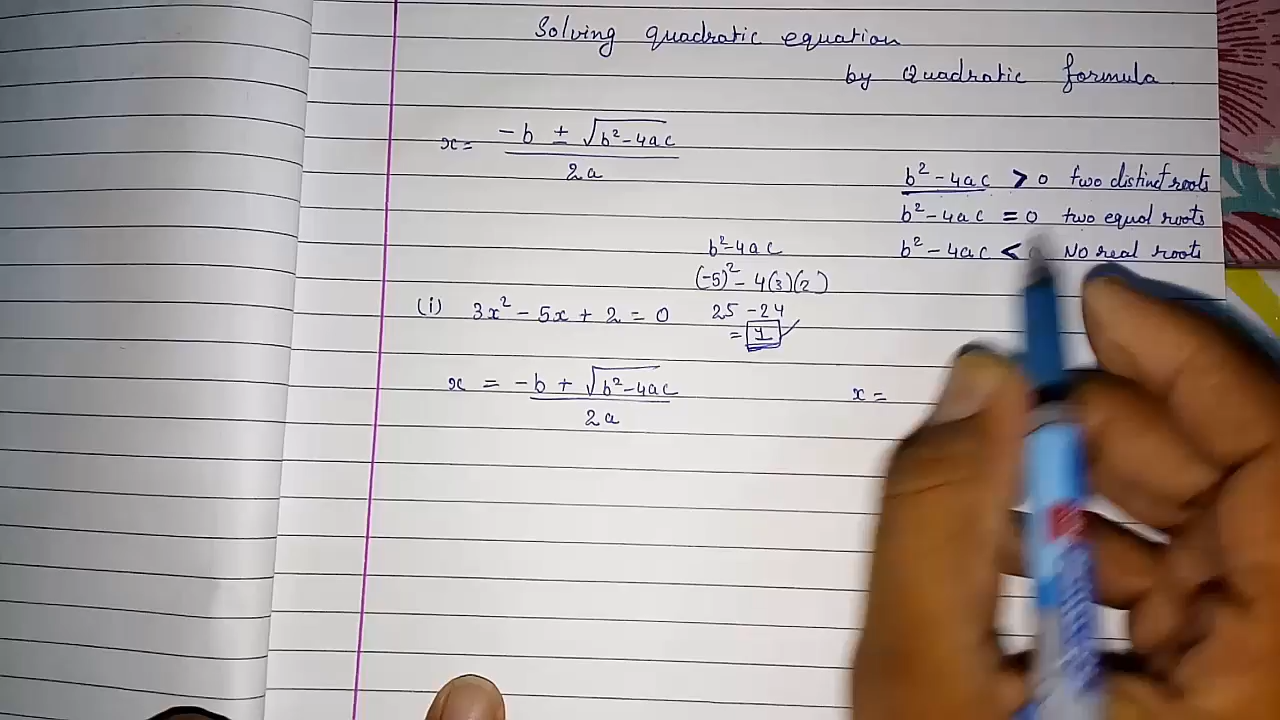 Solving quadratic equation
by Quadratic formula
x = -b ± √b²-4ac / 2a
b² - 4ac > 0 two distinct roots
b² - 4ac = 0 two equal roots
b² - 4ac < No real roots
b²-4ac
(-5)² - 4(3)(2)
(i) 3x² - 5x + 2 = 0
25 - 24
= 1
x = -b + √b²-4ac / 2a
x =